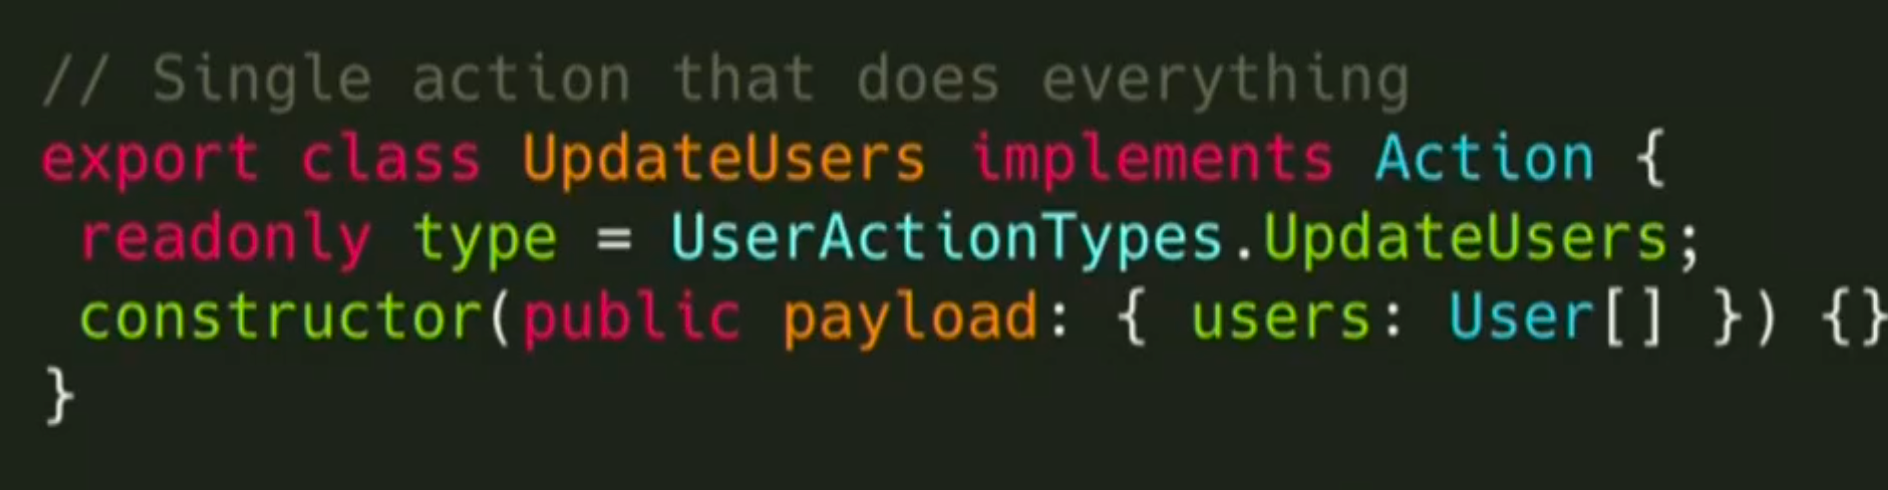 // Single action that does everything
export class UpdateUsers implements Action {
 readonly type = UserActionTypes.UpdateUsers;
 constructor(public payload: { users: User[] }) {}
}